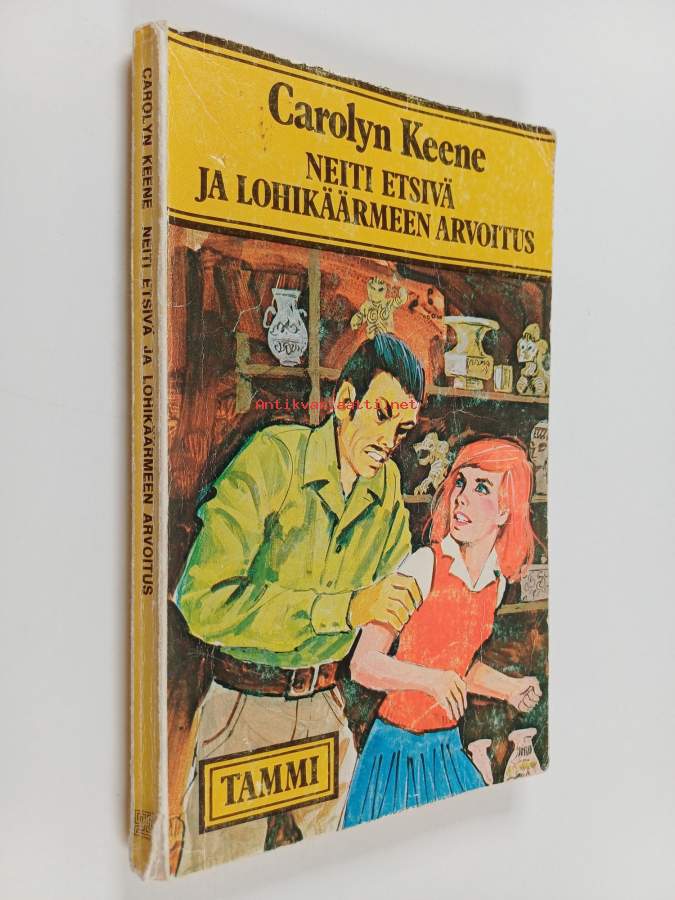 Carolyn Keene
NEITI ETSIVÄ
JA LOHIKÄÄRMEEN ARVOITUS
TAMMI
CAROLYN KEENE NEITI ETSIVÄ JA LOHIKÄÄRMEEN ARVOITUS
Antikvariaatti.net